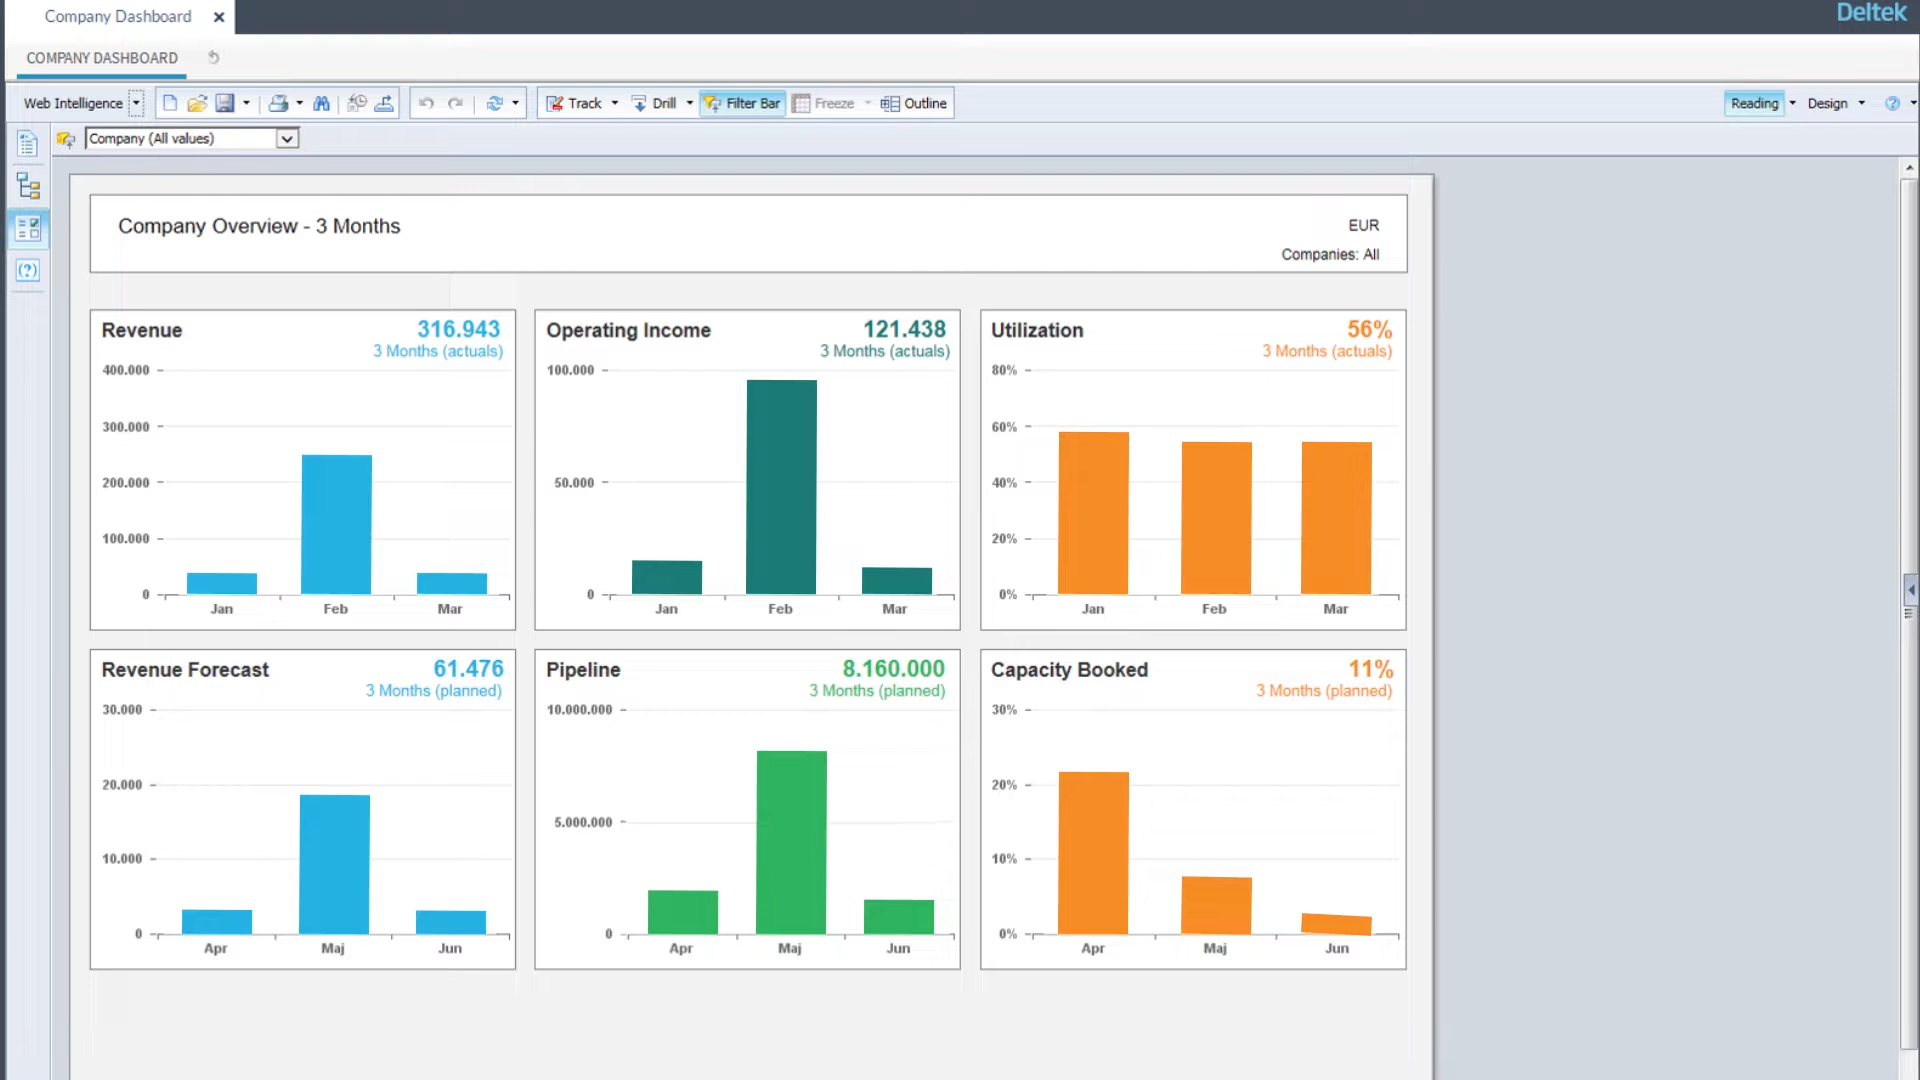 Company Dashboard ×
Deltek
COMPANY DASHBOARD
Web Intelligence
Track
Drill
Filter Bar
Freeze
Outline
Reading
Design
Company (All values)
Company Overview - 3 Months
EUR
Companies: All
Revenue
316.943
3 Months (actuals)
400.000
300.000
200.000
100.000
0
Jan Feb Mar
Operating Income
121.438
3 Months (actuals)
100.000
50.000
0
Jan Feb Mar
Utilization
56%
3 Months (actuals)
80%
60%
40%
20%
0%
Jan Feb Mar
Revenue Forecast
61.476
3 Months (planned)
30.000
20.000
10.000
0
Apr Maj Jun
Pipeline
8.160.000
3 Months (planned)
10.000.000
5.000.000
0
Apr Maj Jun
Capacity Booked
11%
3 Months (planned)
30%
20%
10%
0%
Apr Maj Jun